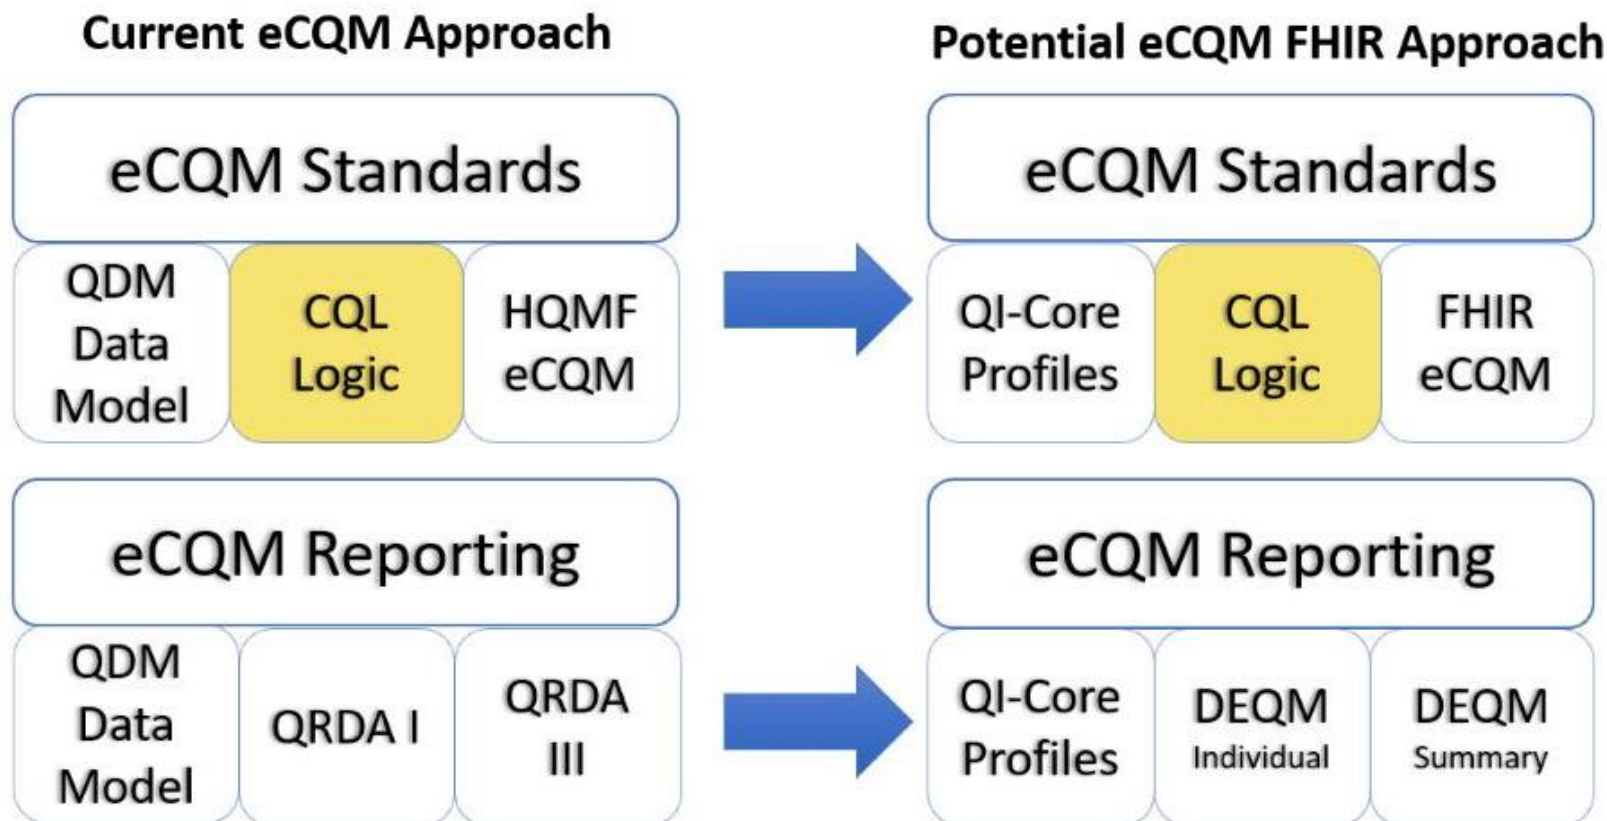 Current eCQM Approach
Potential eCQM FHIR Approach
eCQM Standards
QDM
Data
Model
CQL
Logic
HQMF
eCQM
eCQM Standards
QI-Core
Profiles
CQL
Logic
FHIR
eCQM
eCQM Reporting
QDM
Data
Model
QRDA I
QRDA
III
eCQM Reporting
QI-Core
Profiles
DEQM
Individual
DEQM
Summary